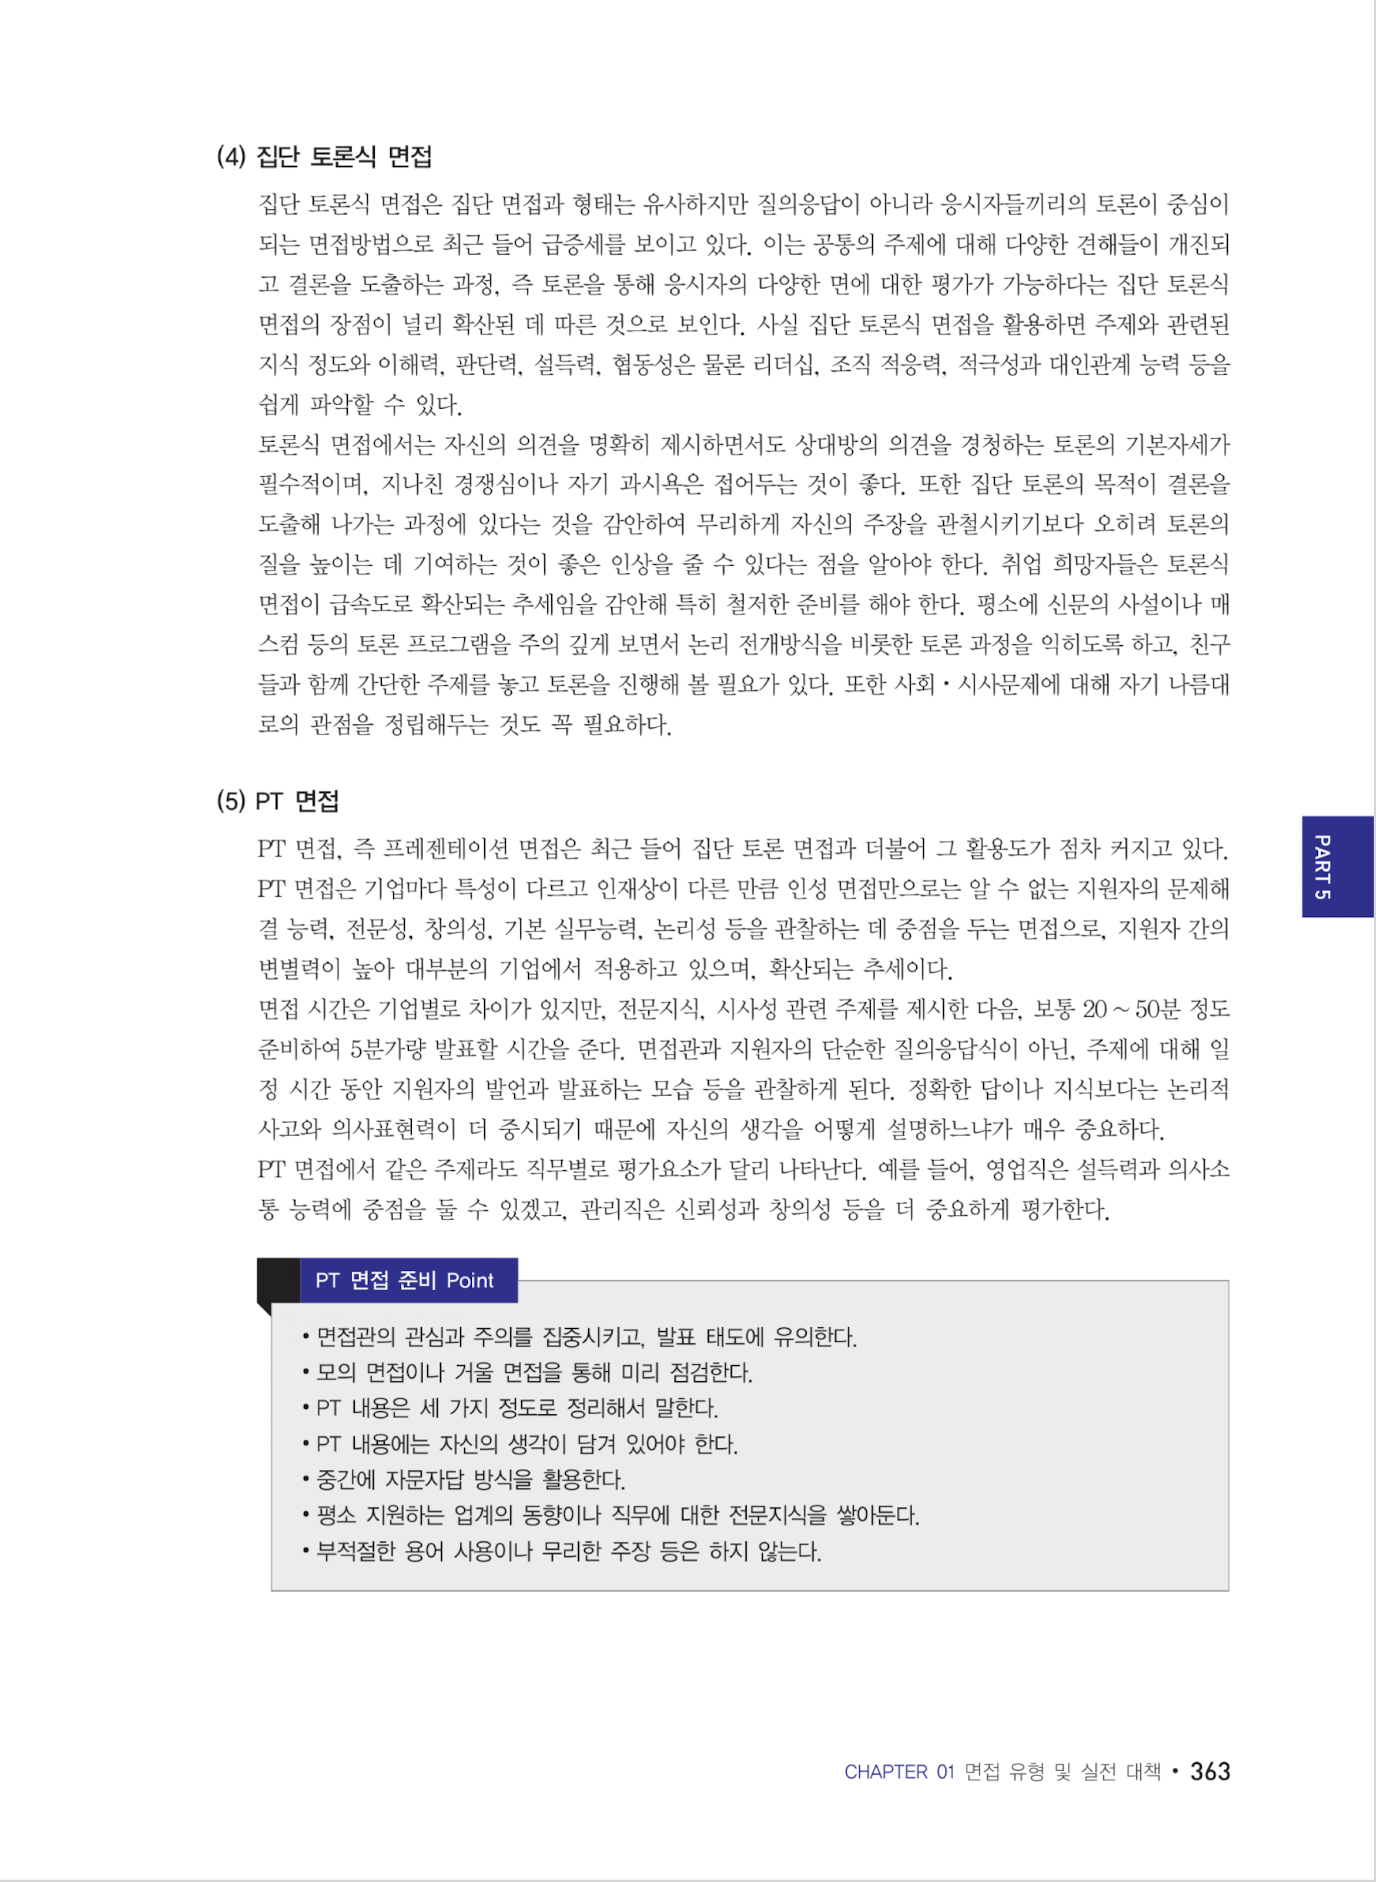 (4) 집단 토론식 면접
집단 토론식 면접은 집단 면접과 형태는 유사하지만 질의응답이 아니라 응시자들끼리의 토론이 중심이
되는 면접방법으로 최근 들어 급증세를 보이고 있다. 이는 공통의 주제에 대해 다양한 견해들이 개진되
고 결론을 도출하는 과정, 즉 토론을 통해 응시자의 다양한 면에 대한 평가가 가능하다는 집단 토론식
면접의 장점이 널리 확산된 데 따른 것으로 보인다. 사실 집단 토론식 면접을 활용하면 주제와 관련된
지식 정도와 이해력, 판단력, 설득력, 협동성은 물론 리더십, 조직 적응력, 적극성과 대인관계 능력 등을
쉽게 파악할 수 있다.
토론식 면접에서는 자신의 의견을 명확히 제시하면서도 상대방의 의견을 경청하는 토론의 기본자세가
필수적이며, 지나친 경쟁심이나 자기 과시욕은 접어두는 것이 좋다. 또한 집단 토론의 목적이 결론을
도출해 나가는 과정에 있다는 것을 감안하여 무리하게 자신의 주장을 관철시키기보다 오히려 토론의
질을 높이는 데 기여하는 것이 좋은 인상을 줄 수 있다는 점을 알아야 한다. 취업 희망자들은 토론식
면접이 급속도로 확산되는 추세임을 감안해 특히 철저한 준비를 해야 한다. 평소에 신문의 사설이나 매
스컴 등의 토론 프로그램을 주의 깊게 보면서 논리 전개방식을 비롯한 토론 과정을 익히도록 하고, 친구
들과 함께 간단한 주제를 놓고 토론을 진행해 볼 필요가 있다. 또한 사회·시사문제에 대해 자기 나름대
로의 관점을 정립해두는 것도 꼭 필요하다.
(5) PT 면접
PT 면접, 즉 프레젠테이션 면접은 최근 들어 집단 토론 면접과 더불어 그 활용도가 점차 커지고 있다.
PT 면접은 기업마다 특성이 다르고 인재상이 다른 만큼 인성 면접만으로는 알 수 없는 지원자의 문제해
결 능력, 전문성, 창의성, 기본 실무능력, 논리성 등을 관찰하는 데 중점을 두는 면접으로, 지원자 간의
변별력이 높아 대부분의 기업에서 적용하고 있으며, 확산되는 추세이다.
면접 시간은 기업별로 차이가 있지만, 전문지식, 시사성 관련 주제를 제시한 다음, 보통 20~50분 정도
준비하여 5분가량 발표할 시간을 준다. 면접관과 지원자의 단순한 질의응답식이 아닌, 주제에 대해 일
정 시간 동안 지원자의 발언과 발표하는 모습 등을 관찰하게 된다. 정확한 답이나 지식보다는 논리적
사고와 의사표현력이 더 중시되기 때문에 자신의 생각을 어떻게 설명하느냐가 매우 중요하다.
PT 면접에서 같은 주제라도 직무별로 평가요소가 달리 나타난다. 예를 들어, 영업직은 설득력과 의사소
통 능력에 중점을 둘 수 있겠고, 관리직은 신뢰성과 창의성 등을 더 중요하게 평가한다.
PT 면접 준비 Point
• 면접관의 관심과 주의를 집중시키고, 발표 태도에 유의한다.
• 모의 면접이나 거울 면접을 통해 미리 점검한다.
• PT 내용은 세 가지 정도로 정리해서 말한다.
• PT 내용에는 자신의 생각이 담겨 있어야 한다.
• 중간에 자문자답 방식을 활용한다.
• 평소 지원하는 업계의 동향이나 직무에 대한 전문지식을 쌓아둔다.
• 부적절한 용어 사용이나 무리한 주장 등은 하지 않는다.
PART 5
CHAPTER 01 면접 유형 및 실전 대책 • 363